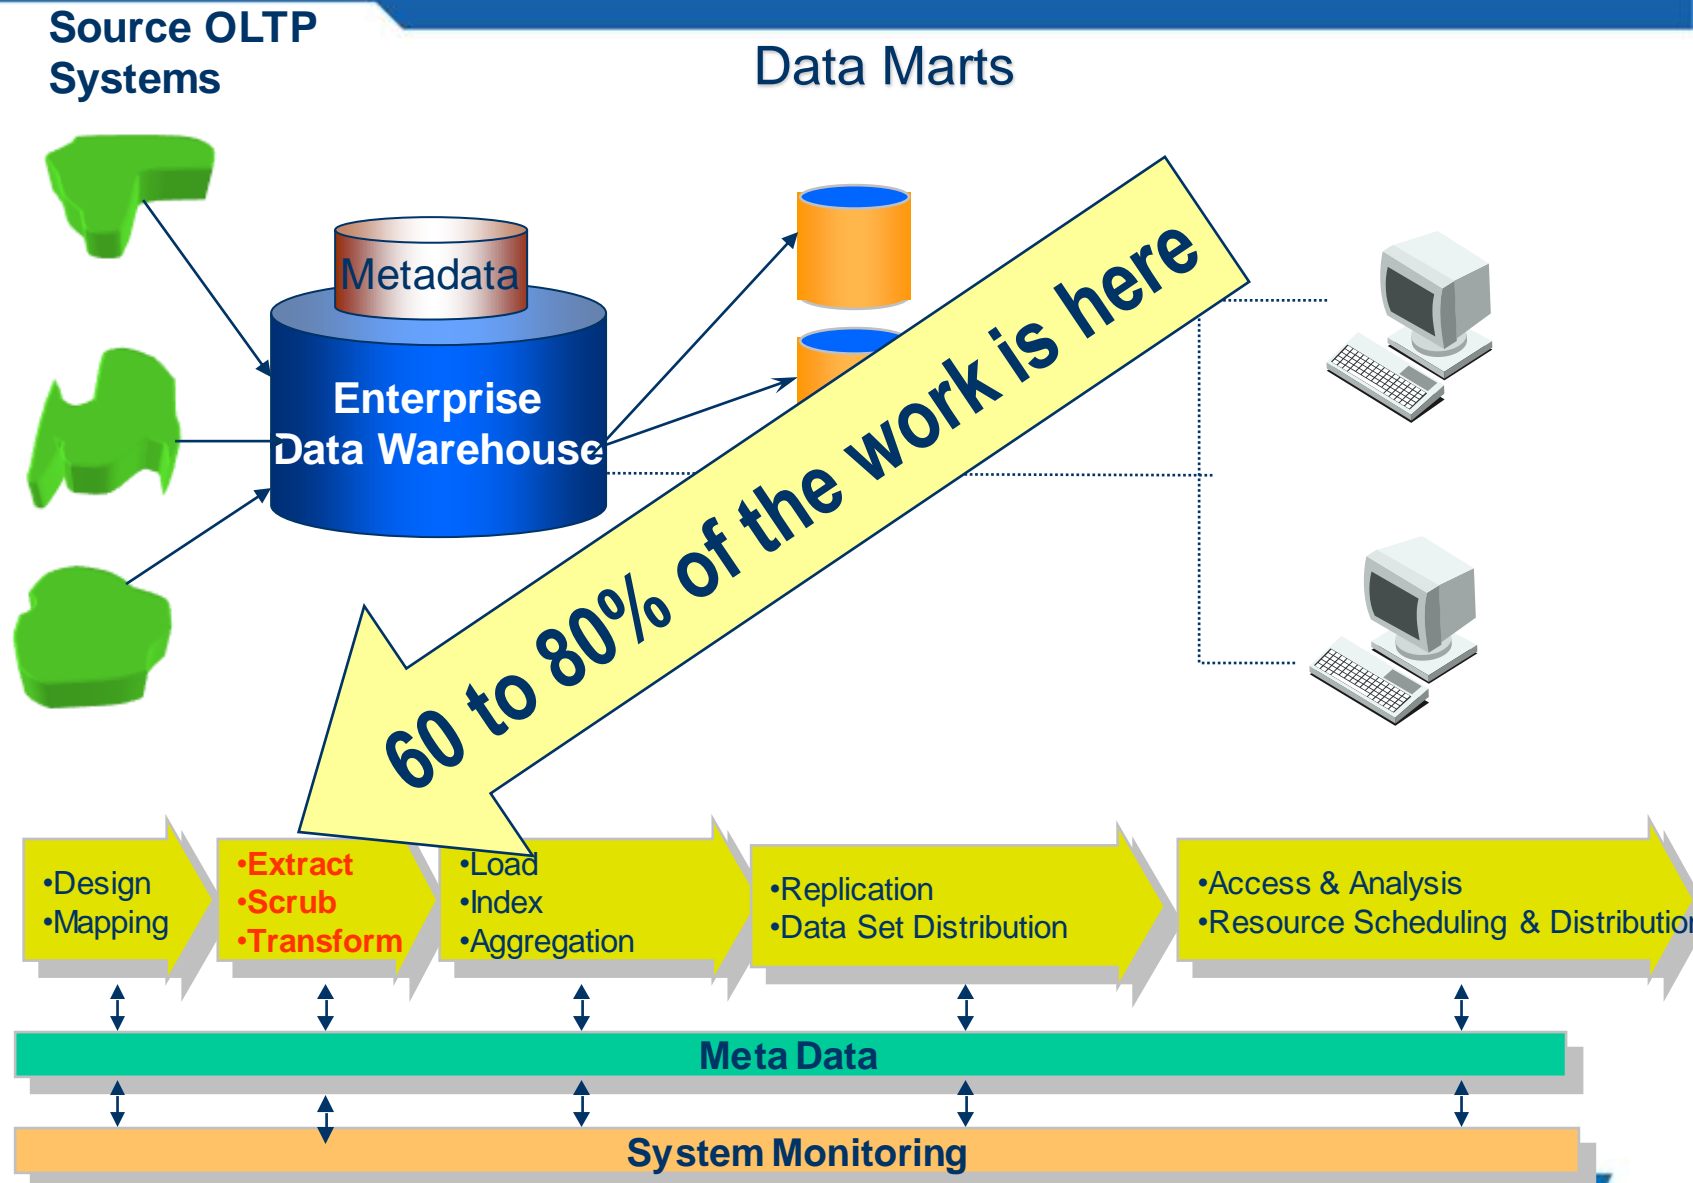 Source OLTP
Systems
Data Marts
Metadata
Enterprise
Data Warehouse
60 to 80% of the work is here
•Design
•Mapping
•Extract
•Scrub
•Transform
•Load
•Index
•Aggregation
•Replication
•Data Set Distribution
•Access & Analysis
•Resource Scheduling & Distribution
Meta Data
System Monitoring